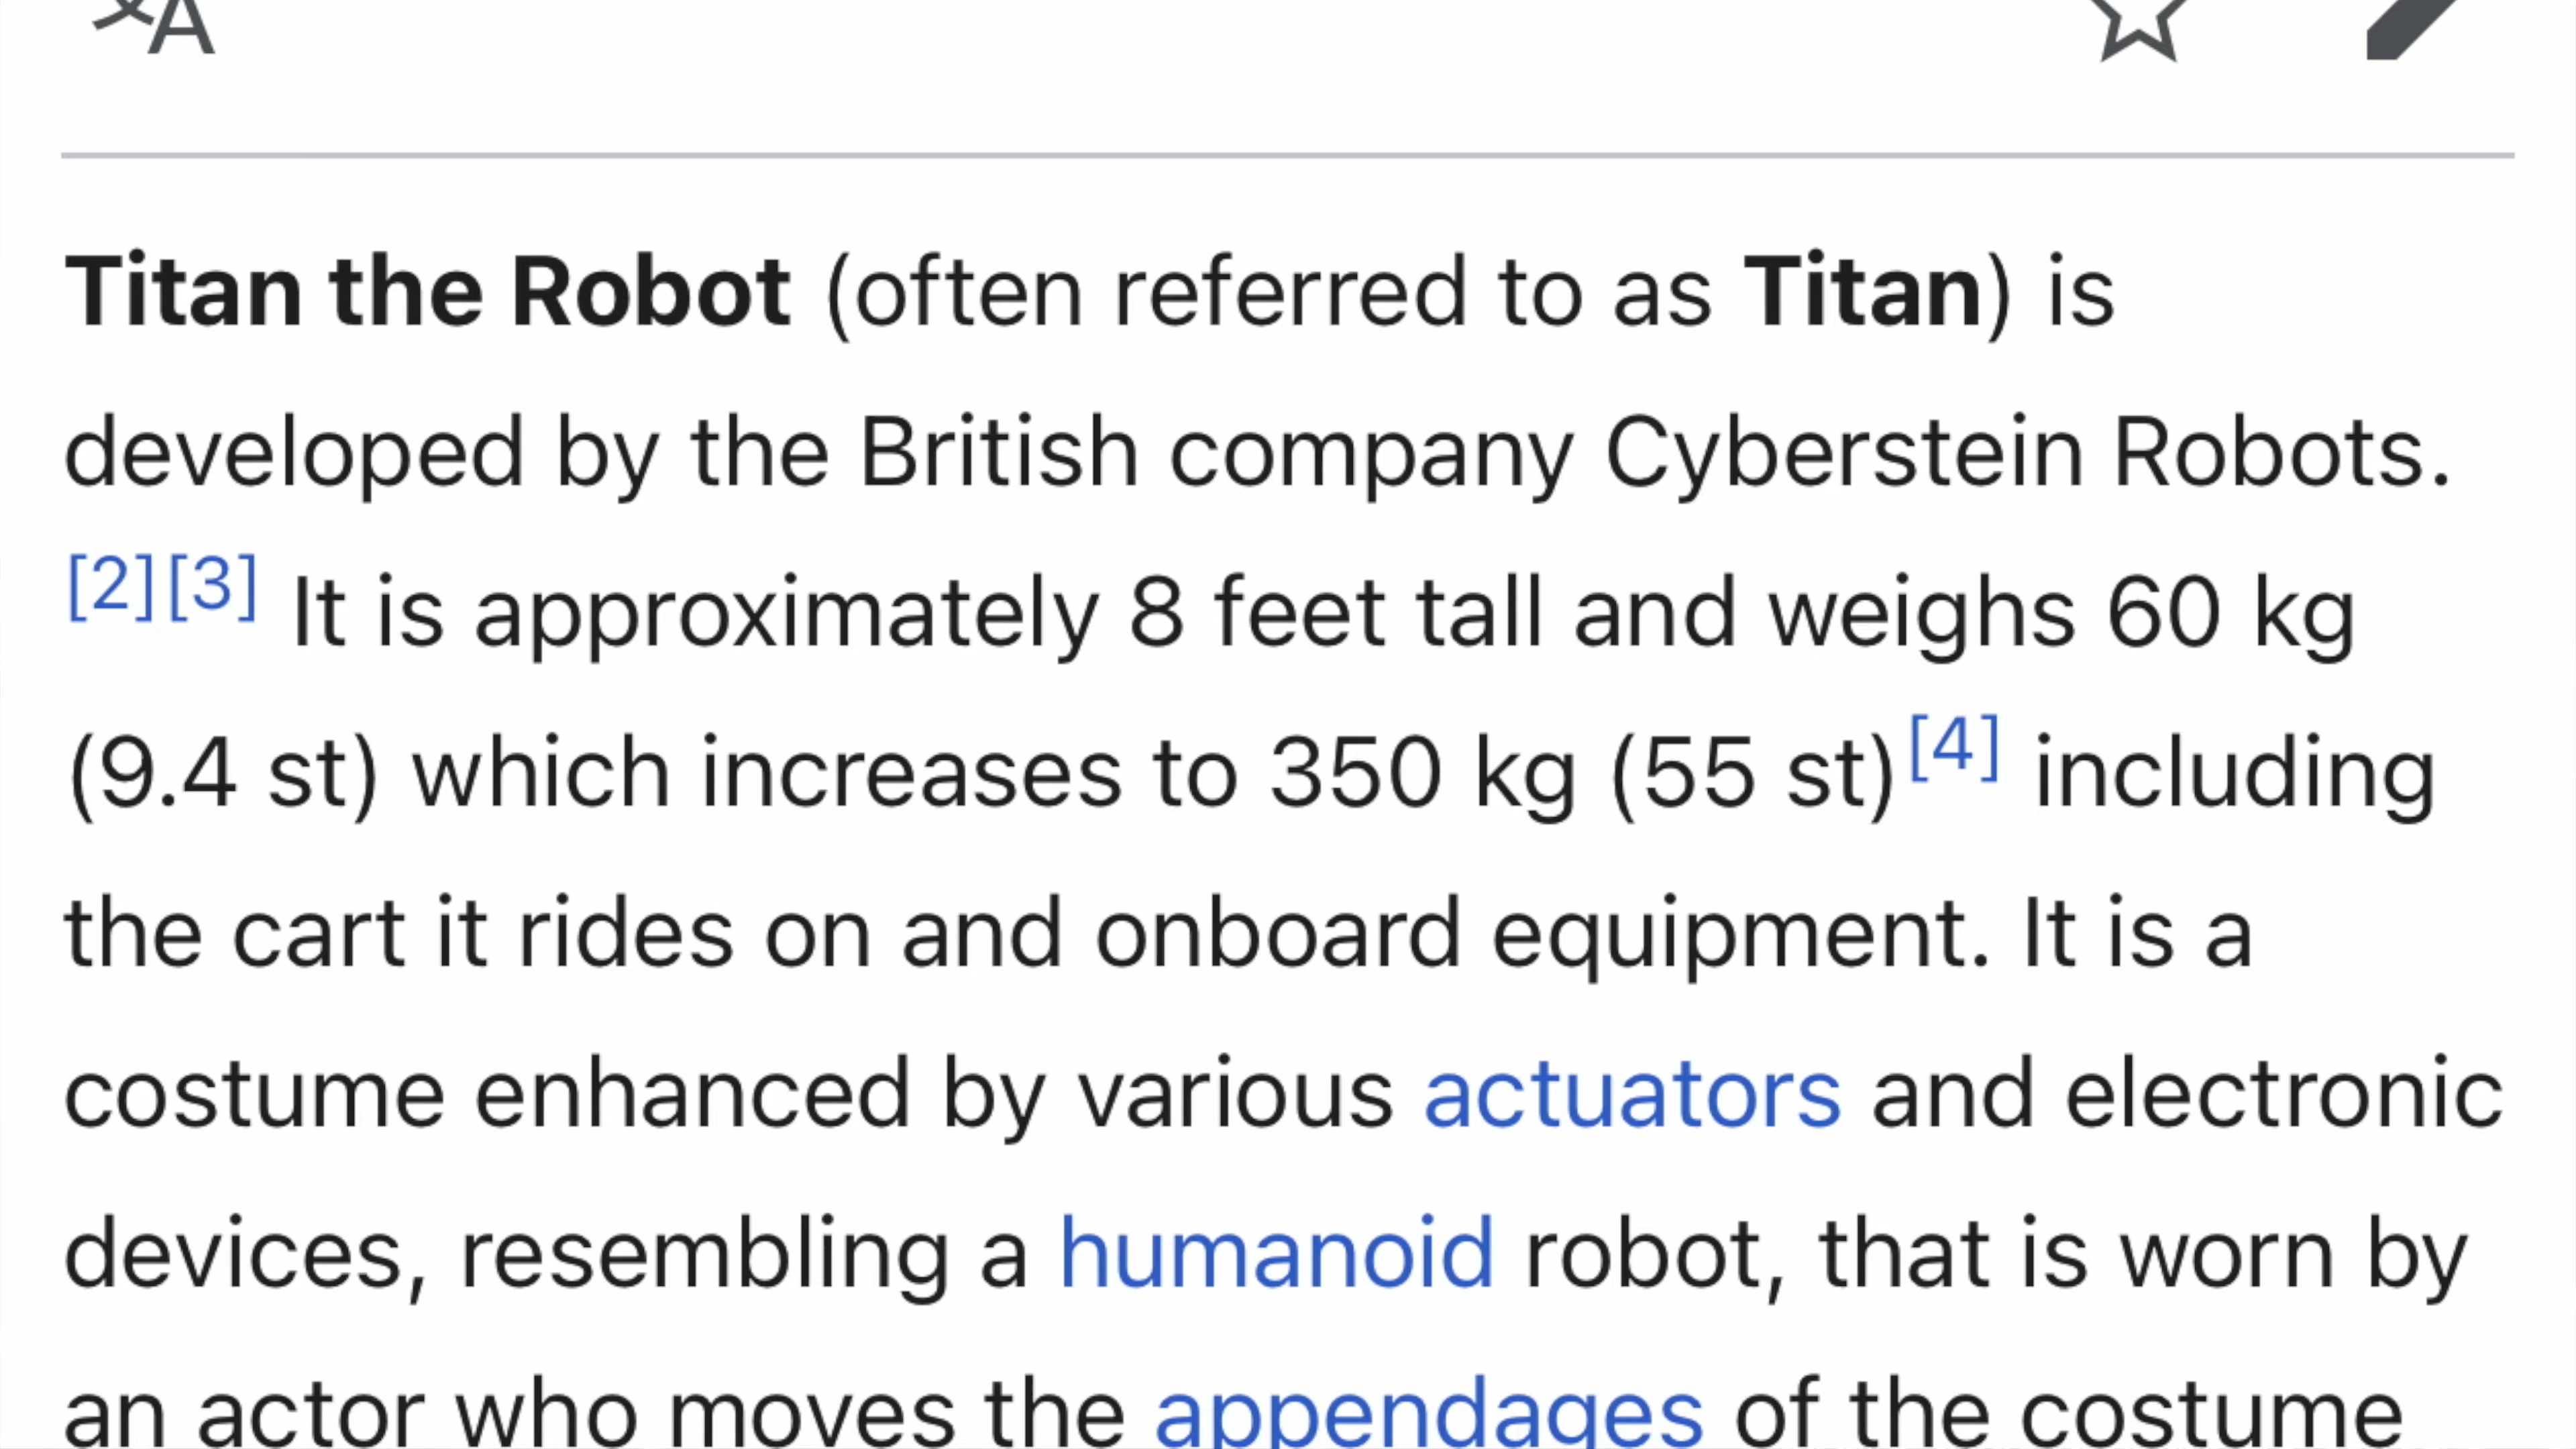 Titan the Robot (often referred to as Titan) is
developed by the British company Cyberstein Robots.
[2][3] It is approximately 8 feet tall and weighs 60 kg
(9.4 st) which increases to 350 kg (55 st)[4] including
the cart it rides on and onboard equipment. It is a
costume enhanced by various actuators and electronic
devices, resembling a humanoid robot, that is worn by
an actor who moves the appendages of the costume